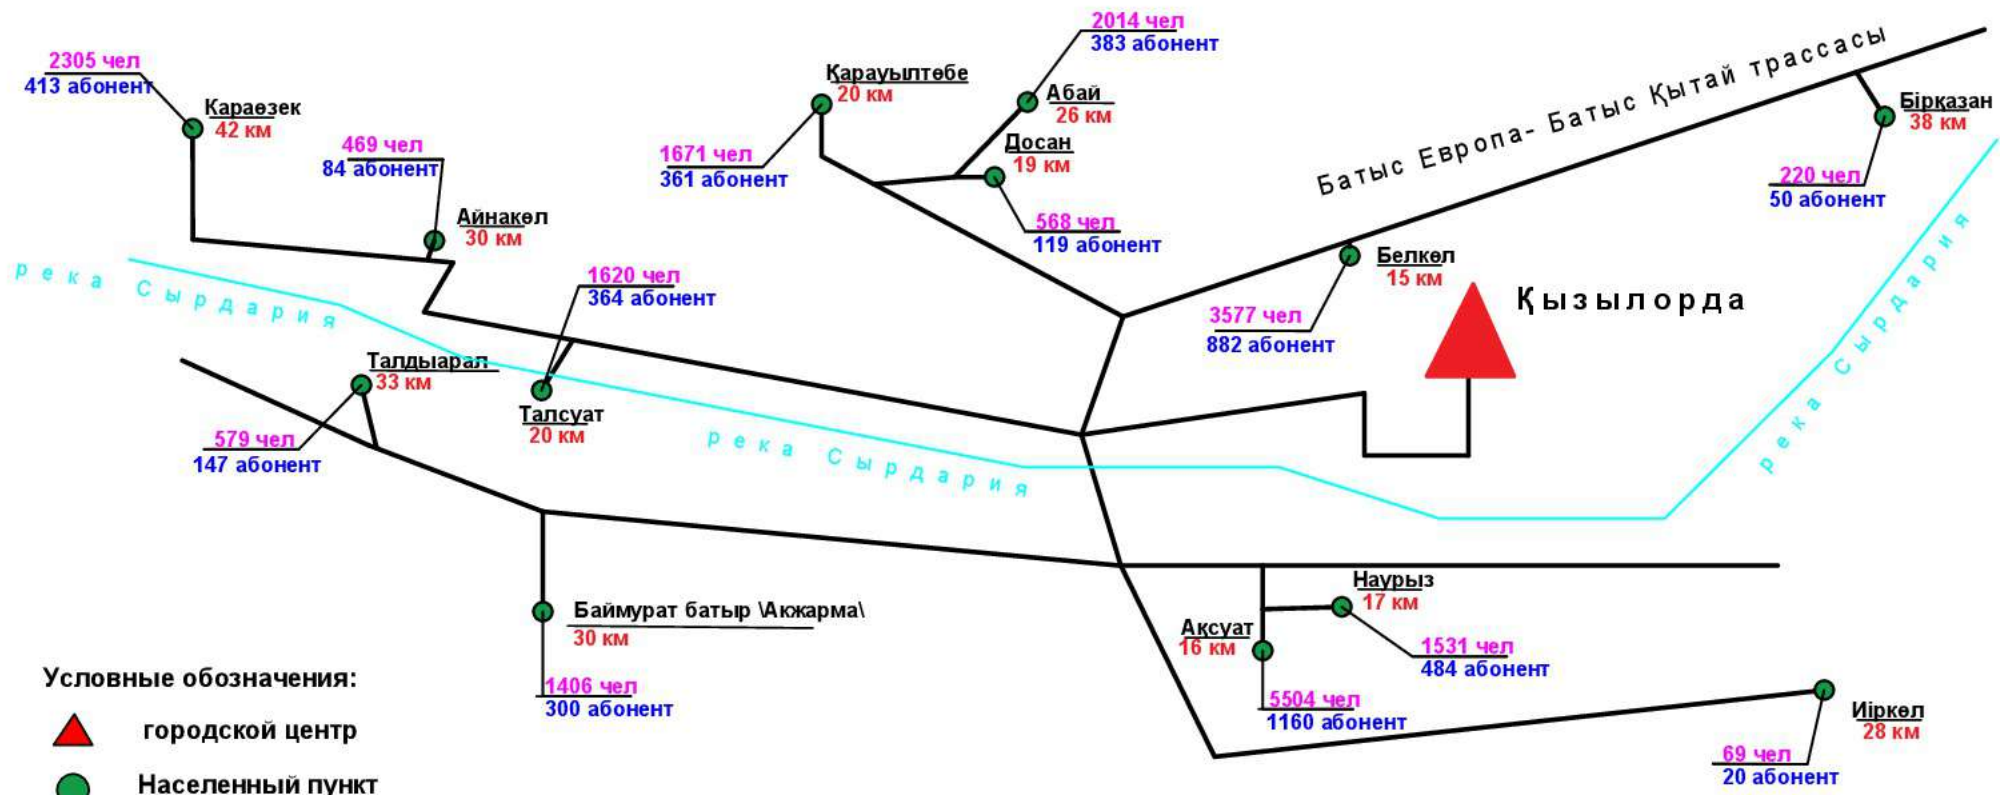 2014 чел
383 абонент
2305 чел
413 абонент
Караөзек
42 км
469 чел
84 абонент
Айнакөл
30 км
Қарауылтөбе
20 км
1671 чел
361 абонент
Абай
26 км
Досан
19 км
568 чел
119 абонент
Батыс Европа- Батыс Қытай трассасы
Бірқазан
38 км
220 чел
50 абонент
Белкөл
15 км
3577 чел
882 абонент
Қызылорда
река Сырдария
река Сырдария
1620 чел
364 абонент
Талдыарал
33 км
579 чел
147 абонент
Талсуат
20 км
река Сырдария
Баймурат батыр \Акжарма\
30 км
1406 чел
300 абонент
Наурыз
17 км
1531 чел
484 абонент
Ақсуат
16 км
5504 чел
1160 абонент
Иіркөл
28 км
69 чел
20 абонент
Условные обозначения:
городской центр
Населенный пункт